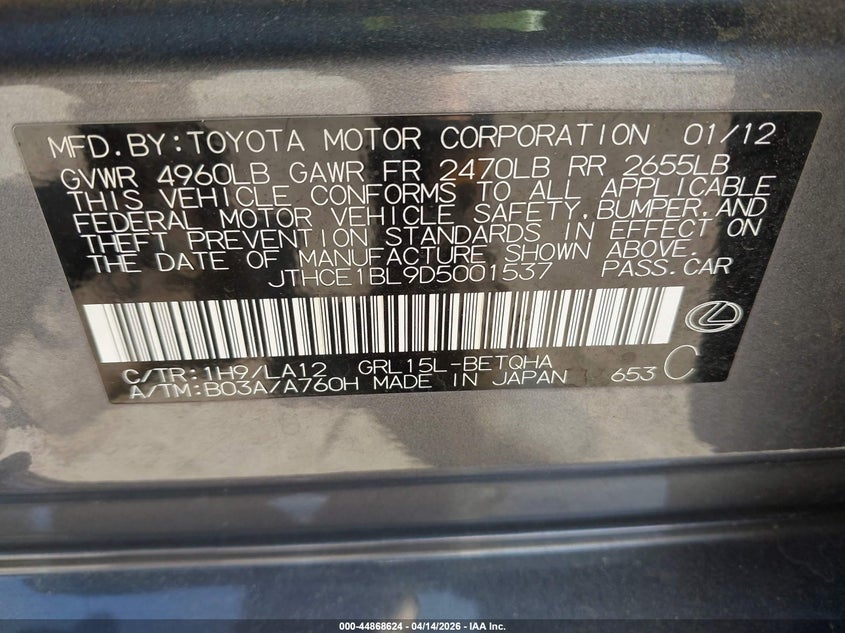 MFD.BY:TOYOTA MOTOR CORPORATION 01/12
GVWR 4960LB GAWR FR 2470LB RR 2655LB
THIS VEHICLE CONFORMS TO ALL APPLICABLE
FEDERAL MOTOR VEHICLE SAFETY,BUMPER,AND
THEFT PREVENTION STANDARDS IN EFFECT ON
THE DATE OF MANUFACTURE SHOWN ABOVE.
JTHCE1BL9D5001537 PASS.CAR
C/TR:1H9/LA12 GRL15L-BETQHA
A/TM:B03A/A760H MADE IN JAPAN 653 C
000-44868624 | 04/14/2026 - IAA Inc.